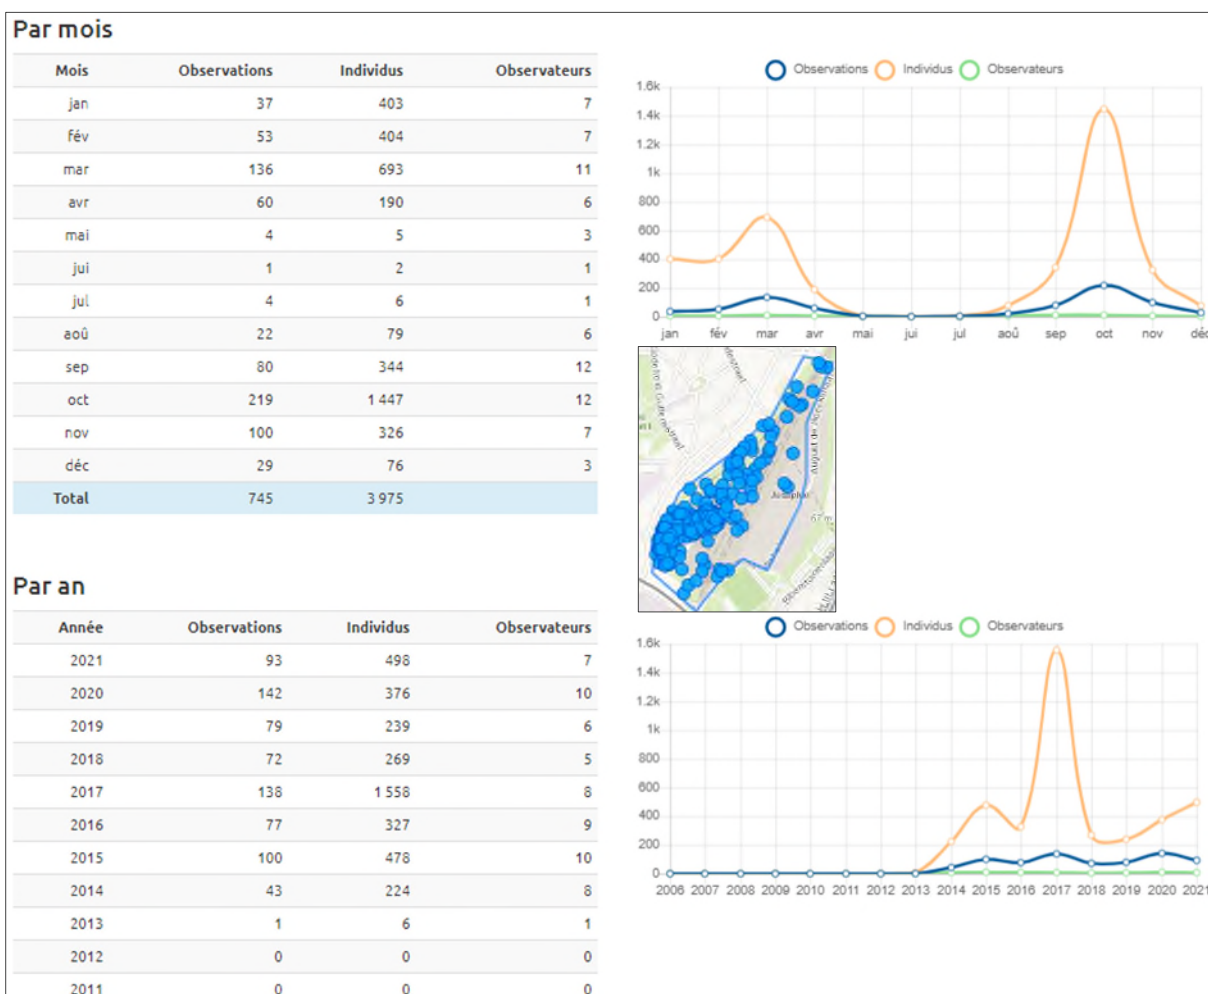 Par mois
Mois Observations Individus Observateurs
jan 37 403 7
fév 53 404 7
mar 136 693 11
avr 60 190 6
mai 4 5 3
jui 1 2 1
jul 4 6 1
aoû 22 79 6
sep 80 344 12
oct 219 1 447 12
nov 100 326 7
déc 29 76 3
Total 745 3 975
Observations Individus Observateurs
1.6k
1.4k
1.2k
1k
800
600
400
200
0
jan fév mar avr mai jui jul aoû sep oct nov déc
Par an
Année Observations Individus Observateurs
2021 93 498 7
2020 142 376 10
2019 79 239 6
2018 72 269 5
2017 138 1 558 8
2016 77 327 9
2015 100 478 10
2014 43 224 8
2013 1 6 1
2012 0 0 0
2011 0 0 0
Observations Individus Observateurs
1.6k
1.4k
1.2k
1k
800
600
400
200
0
2006 2007 2008 2009 2010 2011 2012 2013 2014 2015 2016 2017 2018 2019 2020 2021